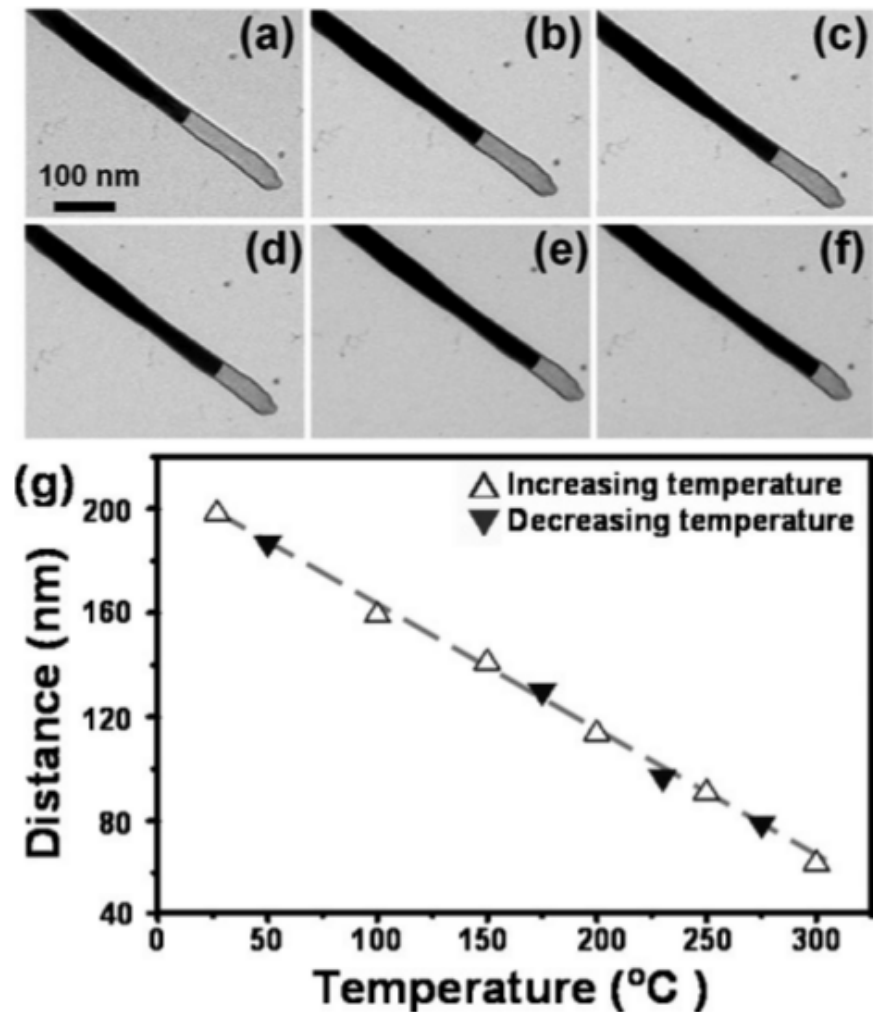 (a) (b) (c)
100 nm
(d) (e) (f)
(g)
△ Increasing temperature
▼ Decreasing temperature
200
160
120
80
40
0 50 100 150 200 250 300
Distance (nm)
Temperature (ºC )